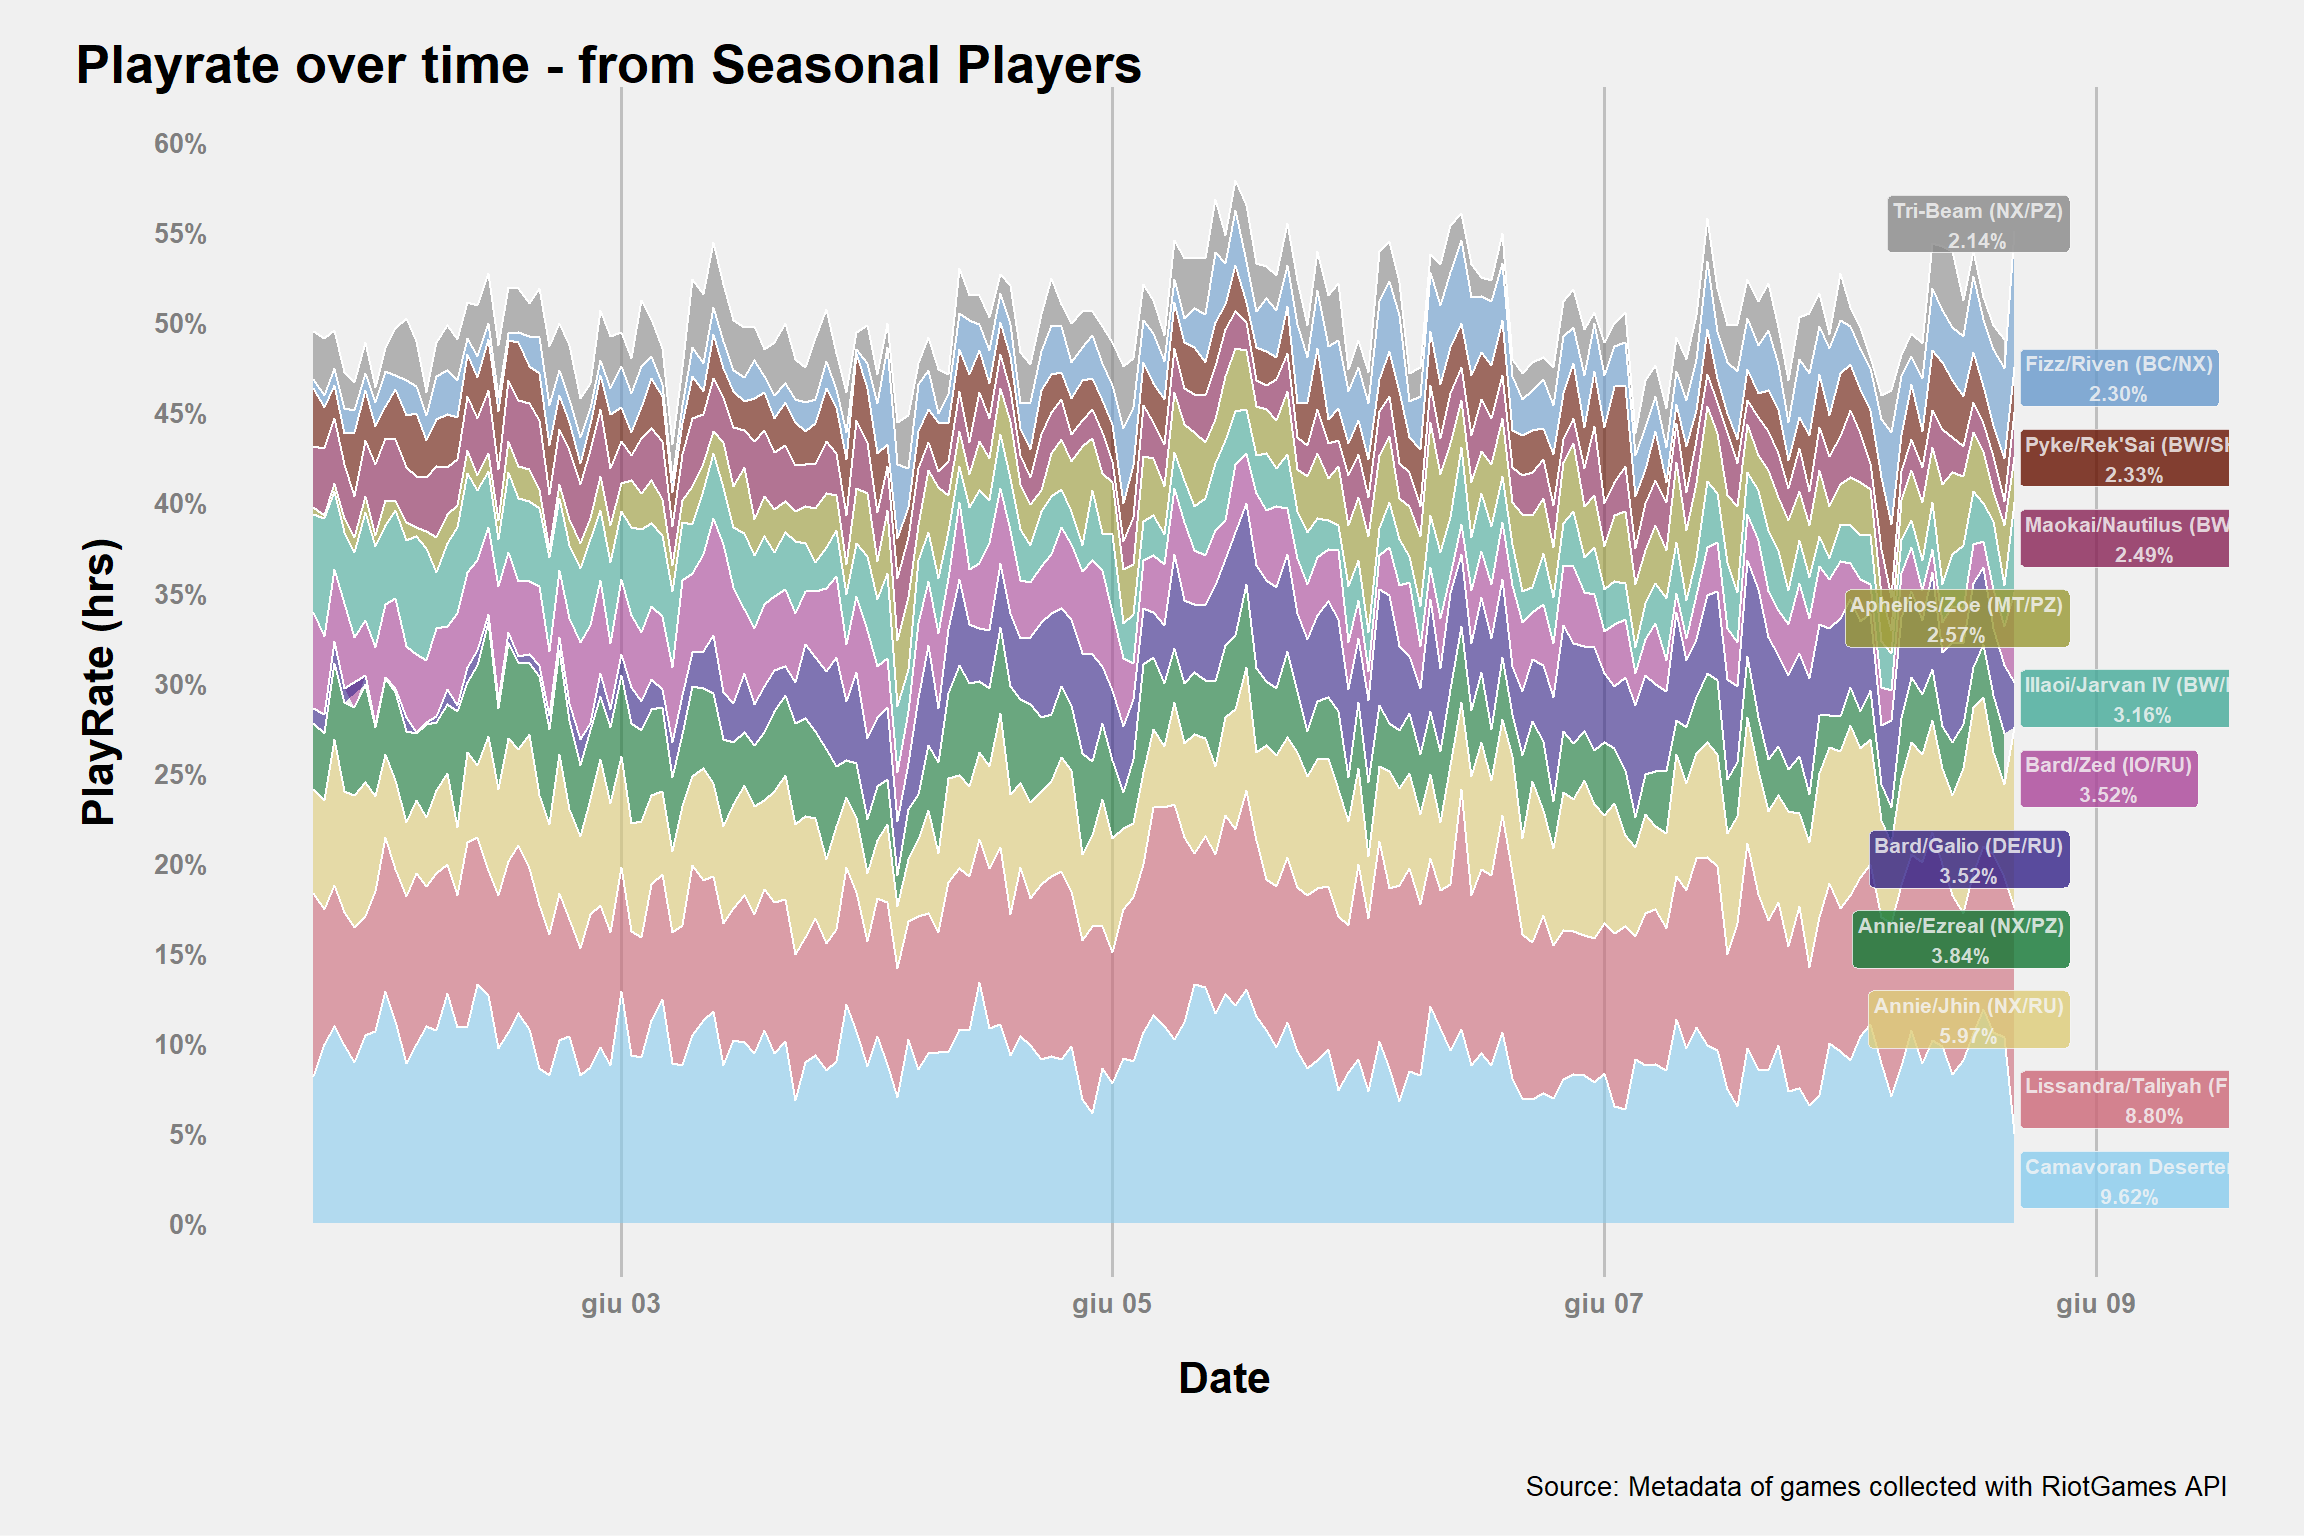 Playrate over time - from Seasonal Players
PlayRate (hrs)
60%
55%
50%
45%
40%
35%
30%
25%
20%
15%
10%
5%
0%
Tri-Beam (NX/PZ)
2.14%
Fizz/Riven (BC/NX)
2.30%
Pyke/Rek'Sai (BW/SH
2.33%
Maokai/Nautilus (BW
2.49%
Aphelios/Zoe (MT/PZ)
2.57%
Illaoi/Jarvan IV (BW/
3.16%
Bard/Zed (IO/RU)
3.52%
Bard/Galio (DE/RU)
3.52%
Annie/Ezreal (NX/PZ)
3.84%
Annie/Jhin (NX/RU)
5.97%
Lissandra/Taliyah (F
8.80%
Camavoran Deserter
9.62%
giu 03
giu 05
giu 07
giu 09
Date
Source: Metadata of games collected with RiotGames API